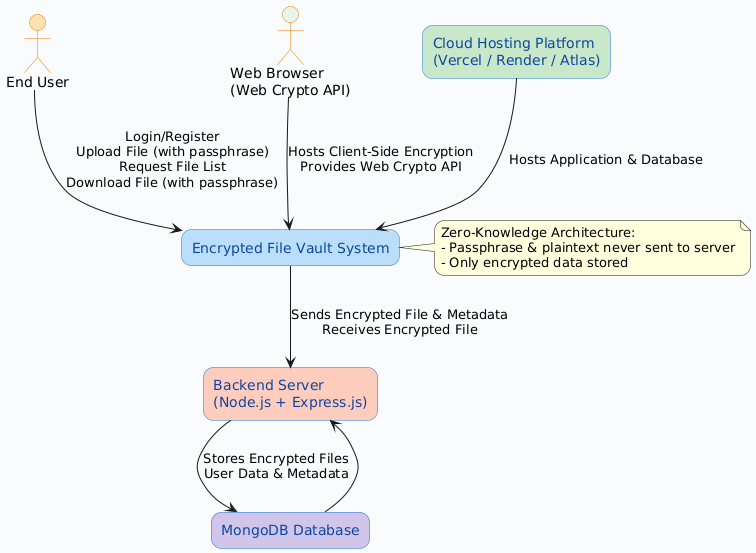 End User
Web Browser
(Web Crypto API)
Cloud Hosting Platform
(Vercel / Render / Atlas)
Login/Register
Upload File (with passphrase)
Request File List
Download File (with passphrase)
Hosts Client-Side Encryption
Provides Web Crypto API
Hosts Application & Database
Encrypted File Vault System
Zero-Knowledge Architecture:
- Passphrase & plaintext never sent to server
- Only encrypted data stored
Sends Encrypted File & Metadata
Receives Encrypted File
Backend Server
(Node.js + Express.js)
Stores Encrypted Files
User Data & Metadata
MongoDB Database